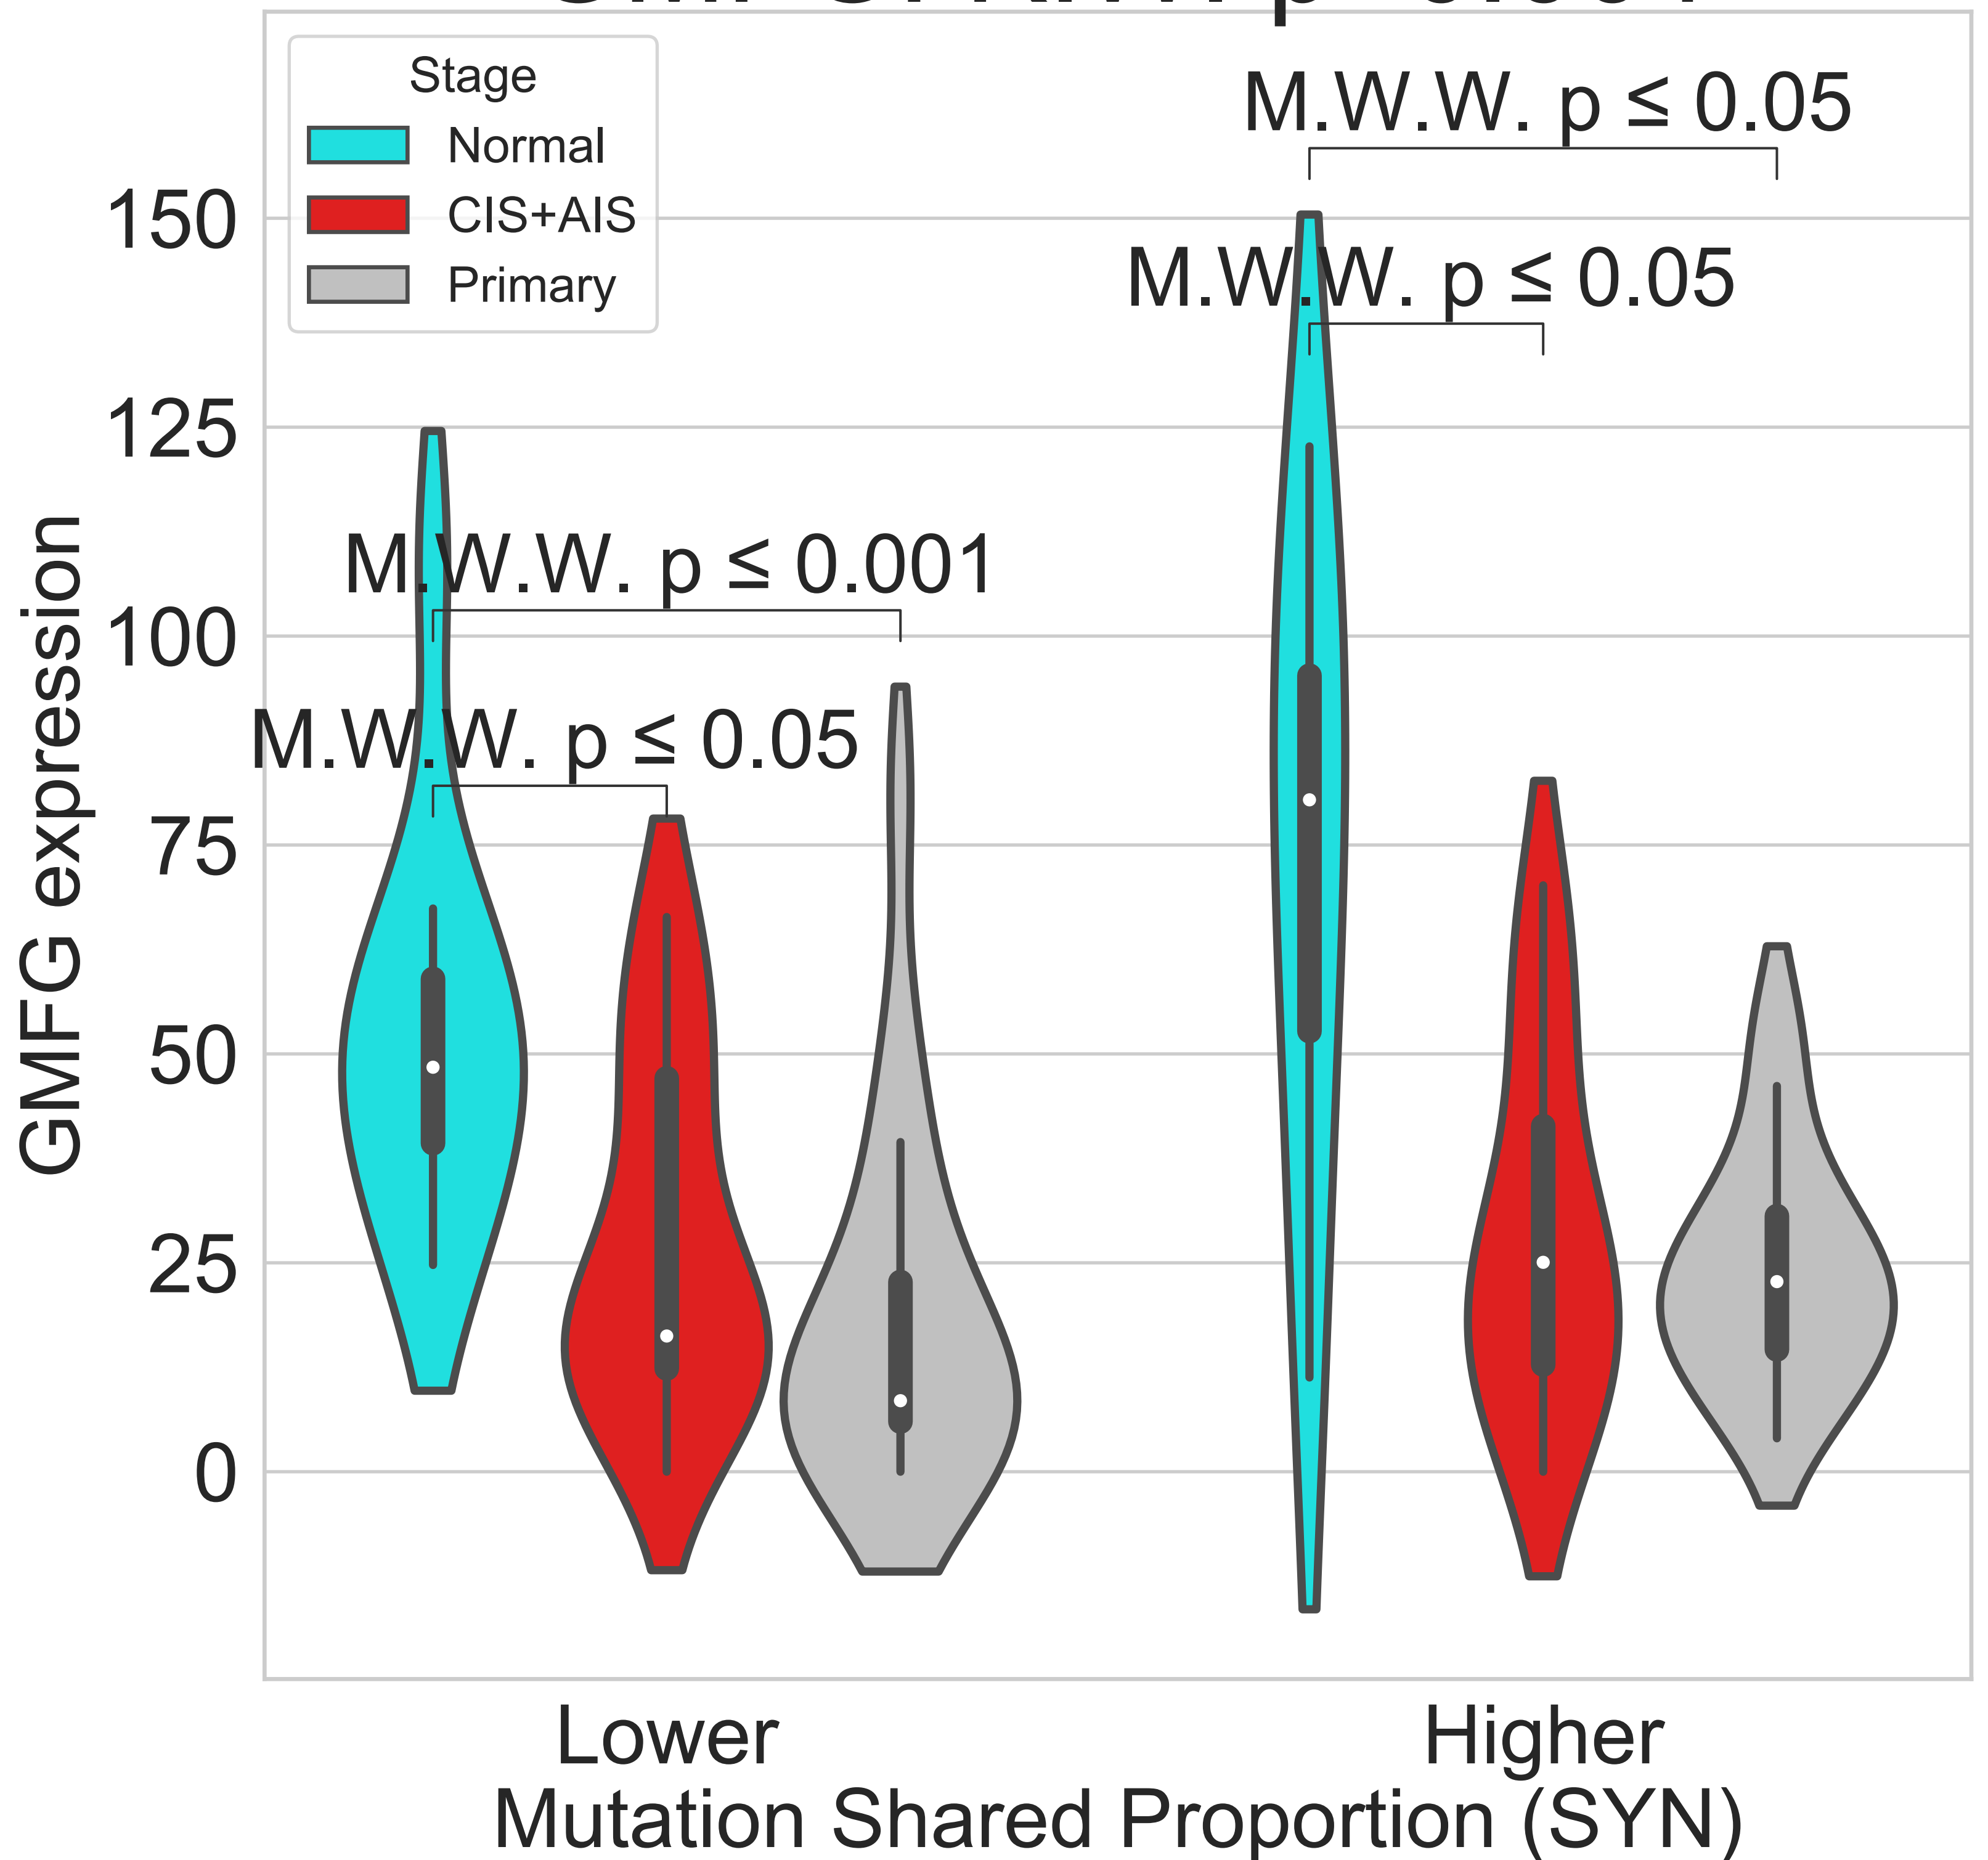 Stage
Normal
CIS+AIS
Primary
M.W.W. p ≤ 0.05
M.W.W. p ≤ 0.05
M.W.W. p ≤ 0.001
M.W.W. p ≤ 0.05
150
125
100
75
50
25
0
GMFG expression
Lower
Higher
Mutation Shared Proportion (SYN)